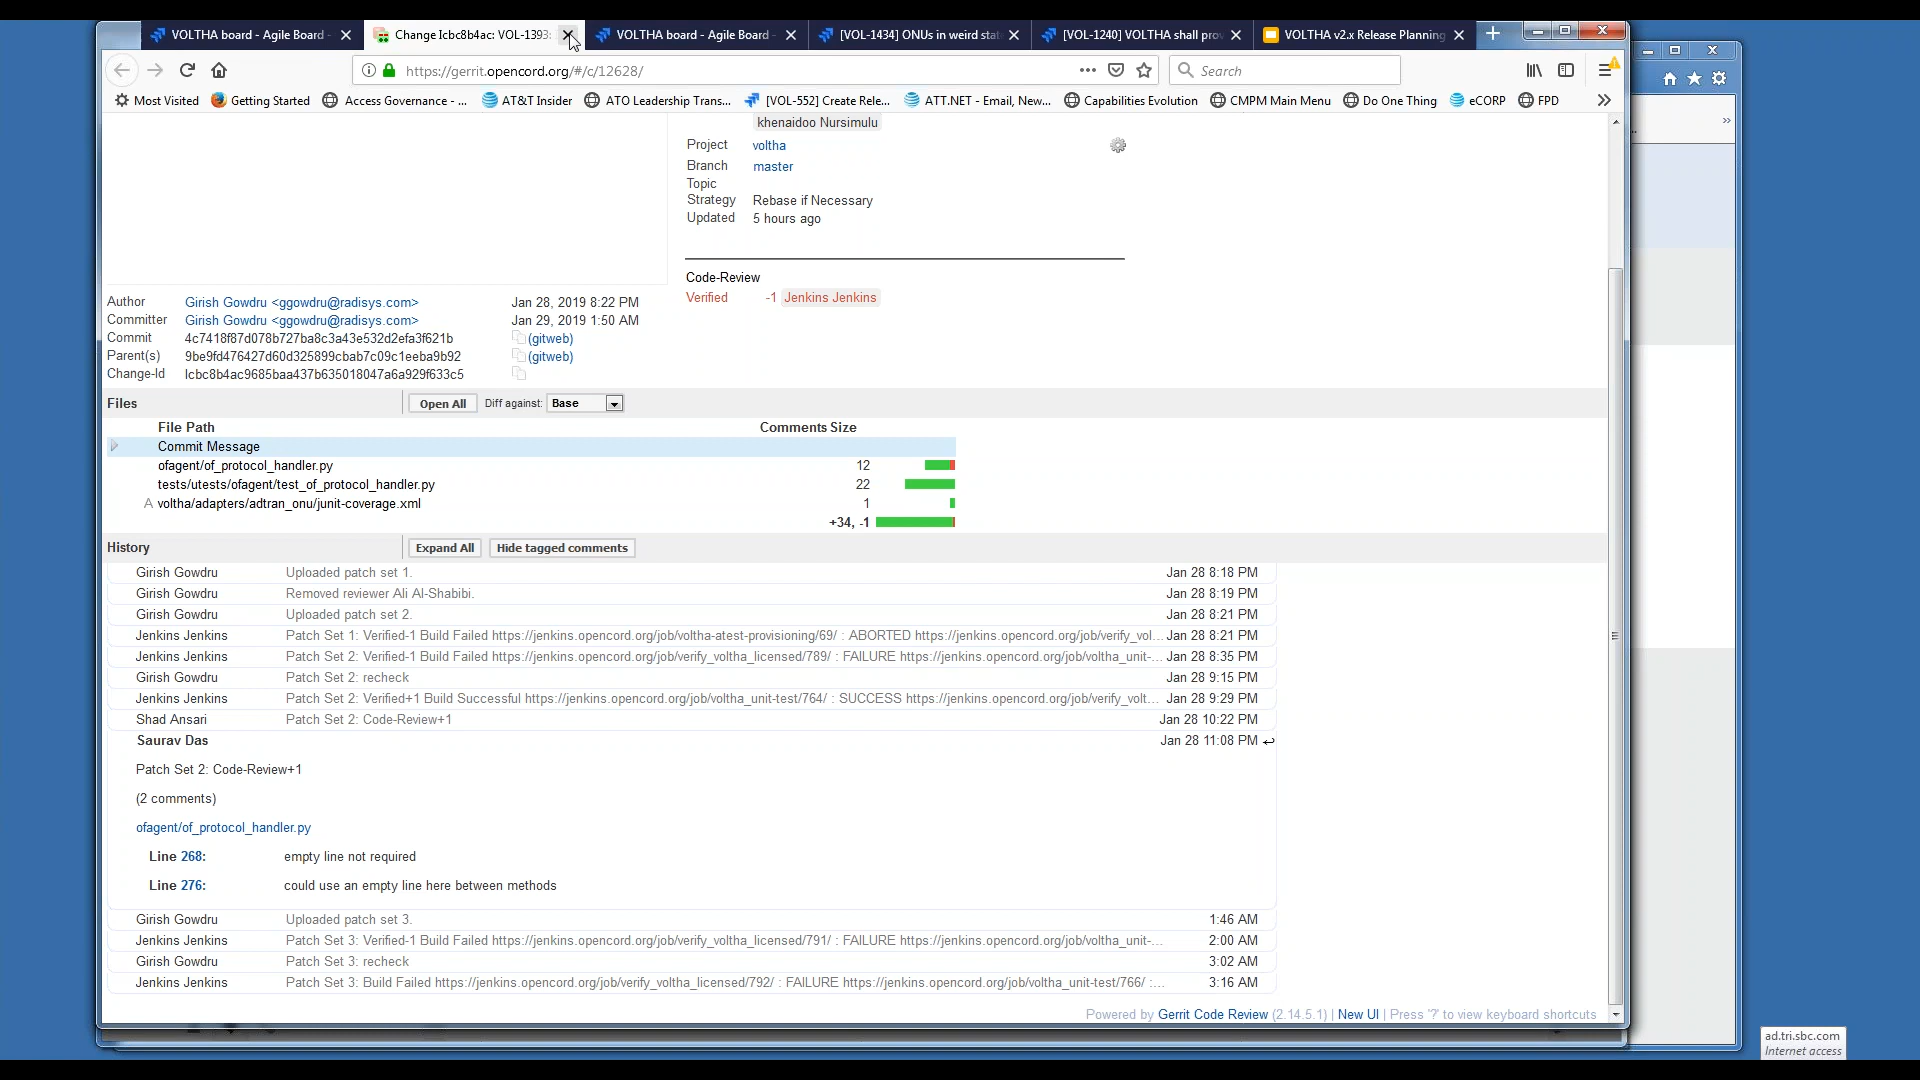 VOLTHA board - Agile Board -
Change Icbc8b4ac: VOL-1393:
VOLTHA board - Agile Board -
[VOL-1434] ONUs in weird stat
[VOL-1240] VOLTHA shall prov
VOLTHA v2.x Release Planning
https://gerrit.opencord.org/#/c/12628/
Search
Most Visited
Getting Started
Access Governance - ...
AT&T Insider
ATO Leadership Trans...
[VOL-552] Create Rele...
ATT.NET - Email, New...
Capabilities Evolution
CMPM Main Menu
Do One Thing
eCORP
FPD
khenaidoo Nursimulu
Project voltha
Branch master
Topic
Strategy Rebase if Necessary
Updated 5 hours ago
Code-Review
Verified -1 Jenkins Jenkins
Author Girish Gowdru <ggowdru@radisys.com> Jan 28, 2019 8:22 PM
Committer Girish Gowdru <ggowdru@radisys.com> Jan 29, 2019 1:50 AM
Commit 4c7418f87d078b727ba8c3a43e532d2efa3f621b (gitweb)
Parent(s) 9be9fd476427d60d325899cbab7c09c1eeba9b92 (gitweb)
Change-Id Icbc8b4ac9685baa437b635018047a6a929f633c5
Files Open All Diff against: Base
File Path Comments Size
Commit Message
ofagent/of_protocol_handler.py 12
tests/utests/ofagent/test_of_protocol_handler.py 22
A voltha/adapters/adtran_onu/junit-coverage.xml 1
+34, -1
History Expand All Hide tagged comments
Girish Gowdru Uploaded patch set 1. Jan 28 8:18 PM
Girish Gowdru Removed reviewer Ali Al-Shabibi. Jan 28 8:19 PM
Girish Gowdru Uploaded patch set 2. Jan 28 8:21 PM
Jenkins Jenkins Patch Set 1: Verified-1 Build Failed https://jenkins.opencord.org/job/voltha-atest-provisioning/69/ : ABORTED https://jenkins.opencord.org/job/verify_vol... Jan 28 8:21 PM
Jenkins Jenkins Patch Set 2: Verified-1 Build Failed https://jenkins.opencord.org/job/verify_voltha_licensed/789/ : FAILURE https://jenkins.opencord.org/job/voltha_unit-... Jan 28 8:35 PM
Girish Gowdru Patch Set 2: recheck Jan 28 9:15 PM
Jenkins Jenkins Patch Set 2: Verified+1 Build Successful https://jenkins.opencord.org/job/voltha_unit-test/764/ : SUCCESS https://jenkins.opencord.org/job/verify_volt... Jan 28 9:29 PM
Shad Ansari Patch Set 2: Code-Review+1 Jan 28 10:22 PM
Saurav Das Jan 28 11:08 PM
Patch Set 2: Code-Review+1
(2 comments)
ofagent/of_protocol_handler.py
Line 268: empty line not required
Line 276: could use an empty line here between methods
Girish Gowdru Uploaded patch set 3. 1:46 AM
Jenkins Jenkins Patch Set 3: Verified-1 Build Failed https://jenkins.opencord.org/job/verify_voltha_licensed/791/ : FAILURE https://jenkins.opencord.org/job/voltha_unit-... 2:00 AM
Girish Gowdru Patch Set 3: recheck 3:02 AM
Jenkins Jenkins Patch Set 3: Build Failed https://jenkins.opencord.org/job/verify_voltha_licensed/792/ : FAILURE https://jenkins.opencord.org/job/voltha_unit-test/766/ :... 3:16 AM
Powered by Gerrit Code Review (2.14.5.1) | New UI | Press '?' to view keyboard shortcuts
ad.tri.sbc.com
Internet access